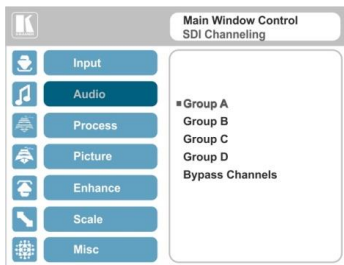 Main Window Control
SDI Channeling
Input
Audio
Process
Picture
Enhance
Scale
Misc
Group A
Group B
Group C
Group D
Bypass Channels